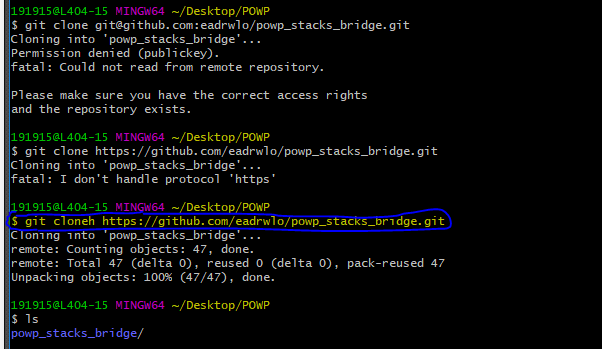 191915@L404-15 MINGW64 ~/Desktop/POWP
$ git clone git@github.com:eadrwlo/powp_stacks_bridge.git
Cloning into 'powp_stacks_bridge'...
Permission denied (publickey).
fatal: Could not read from remote repository.

Please make sure you have the correct access rights
and the repository exists.

191915@L404-15 MINGW64 ~/Desktop/POWP
$ git clone https://github.com/eadrwlo/powp_stacks_bridge.git
Cloning into 'powp_stacks_bridge'...
fatal: I don't handle protocol 'https'

191915@L404-15 MINGW64 ~/Desktop/POWP
$ git cloneh https://github.com/eadrwlo/powp_stacks_bridge.git
Cloning into 'powp_stacks_bridge'...
remote: Counting objects: 47, done.
remote: Total 47 (delta 0), reused 0 (delta 0), pack-reused 47
Unpacking objects: 100% (47/47), done.

191915@L404-15 MINGW64 ~/Desktop/POWP
$ ls
powp_stacks_bridge/